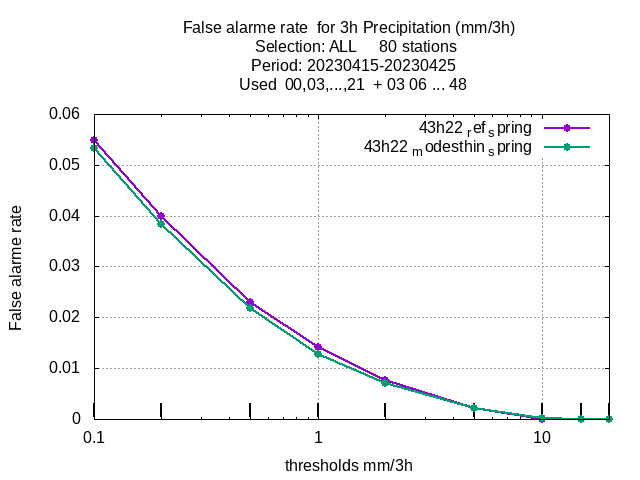 False alarme rate  for 3h Precipitation (mm/3h)
Selection: ALL     80 stations
Period: 20230415-20230425
Used  00,03,...,21  + 03 06 ... 48
43h22 ref spring
43h22 modesthin spring
0.06
0.05
0.04
0.03
0.02
0.01
0
False alarme rate
0.1
1
10
thresholds mm/3h